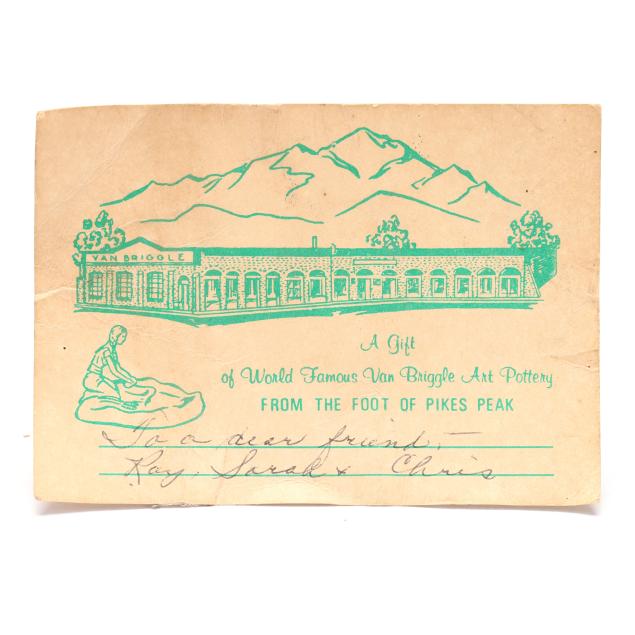 VAN BRIGGLE
A Gift
of World Famous Van Briggle Art Pottery
FROM THE FOOT OF PIKES PEAK
To a dear friend,-
Ray, Sarah & Chris